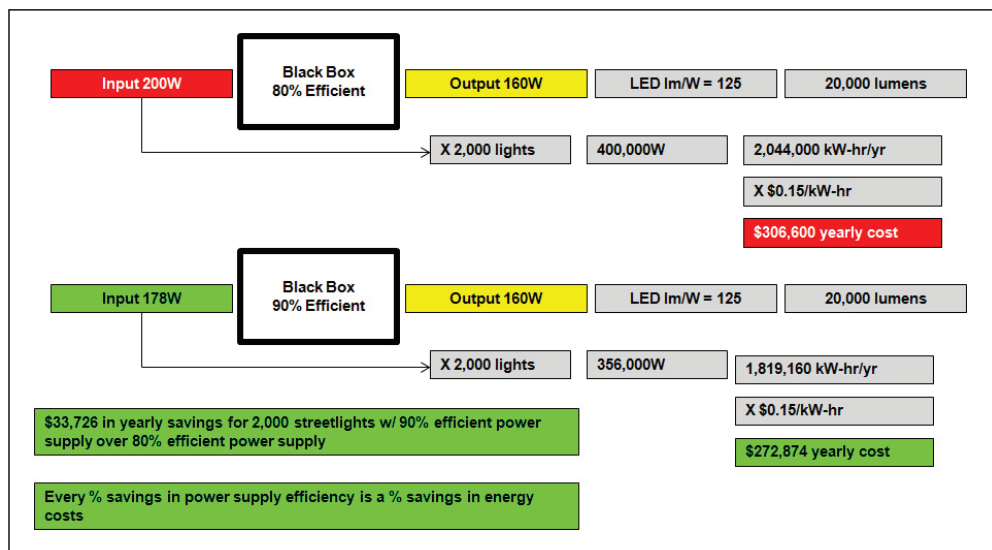 Black Box
80% Efficient
Input 200W
Output 160W
LED lm/W = 125
20,000 lumens
X 2,000 lights
400,000W
2,044,000 kW-hr/yr
X $0.15/kW-hr
$306,600 yearly cost
Black Box
90% Efficient
Input 178W
Output 160W
LED lm/W = 125
20,000 lumens
X 2,000 lights
356,000W
1,819,160 kW-hr/yr
X $0.15/kW-hr
$272,874 yearly cost
$33,726 in yearly savings for 2,000 streetlights w/ 90% efficient power
supply over 80% efficient power supply
Every % savings in power supply efficiency is a % savings in energy
costs